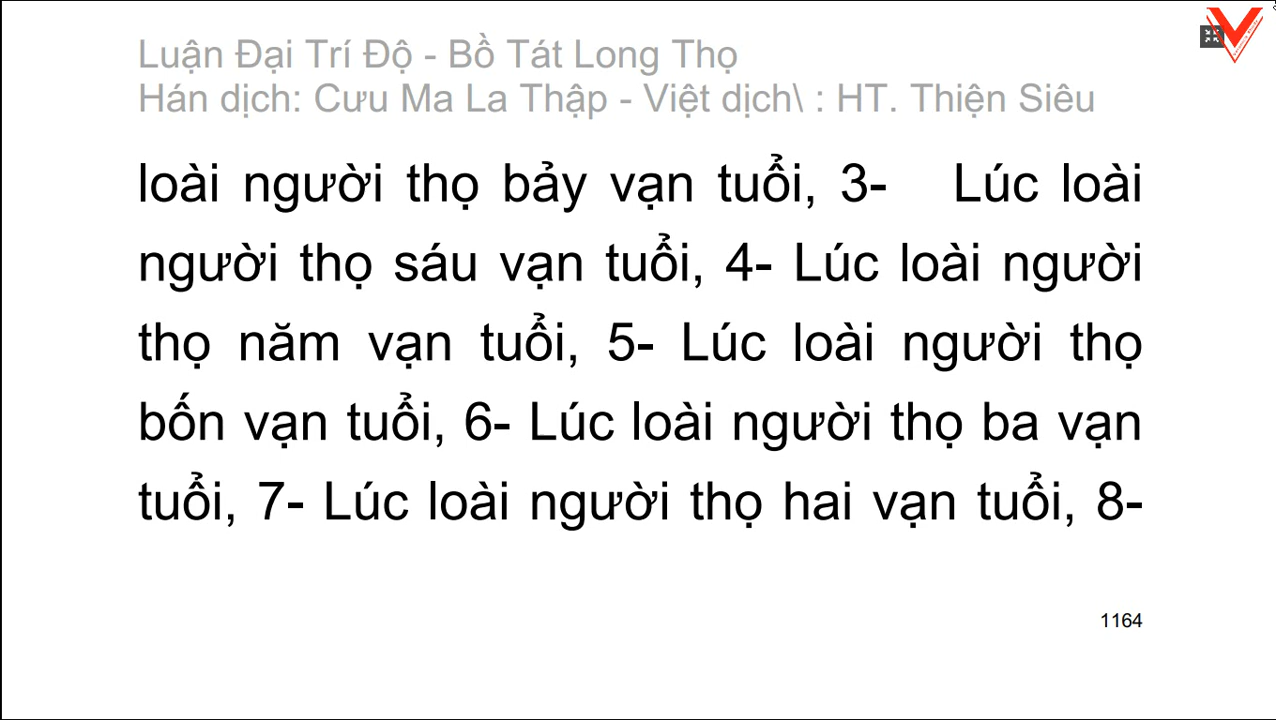 Luận Đại Trí Độ - Bồ Tát Long Thọ
Hán dịch: Cưu Ma La Thập - Việt dịch\ : HT. Thiện Siêu
loài người thọ bảy vạn tuổi, 3- Lúc loài
người thọ sáu vạn tuổi, 4- Lúc loài người
thọ năm vạn tuổi, 5- Lúc loài người thọ
bốn vạn tuổi, 6- Lúc loài người thọ ba vạn
tuổi, 7- Lúc loài người thọ hai vạn tuổi, 8-
1164